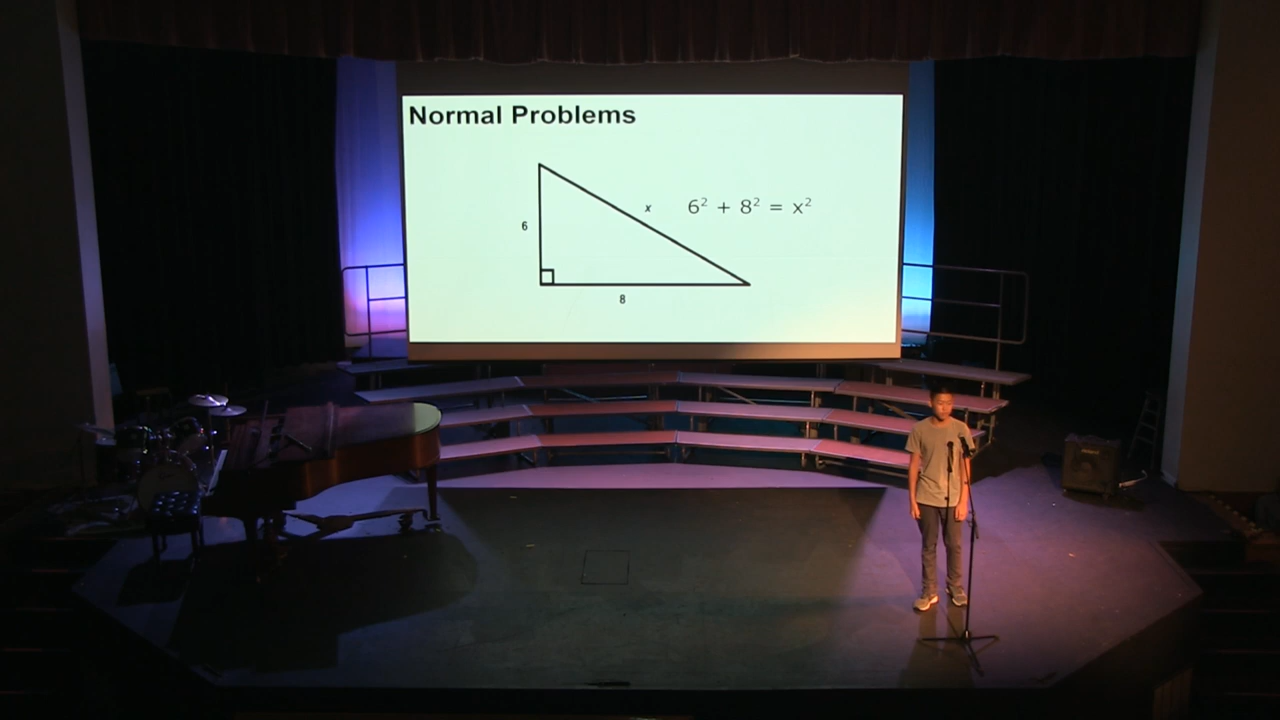 Normal Problems
x
6² + 8² = x²
6
8